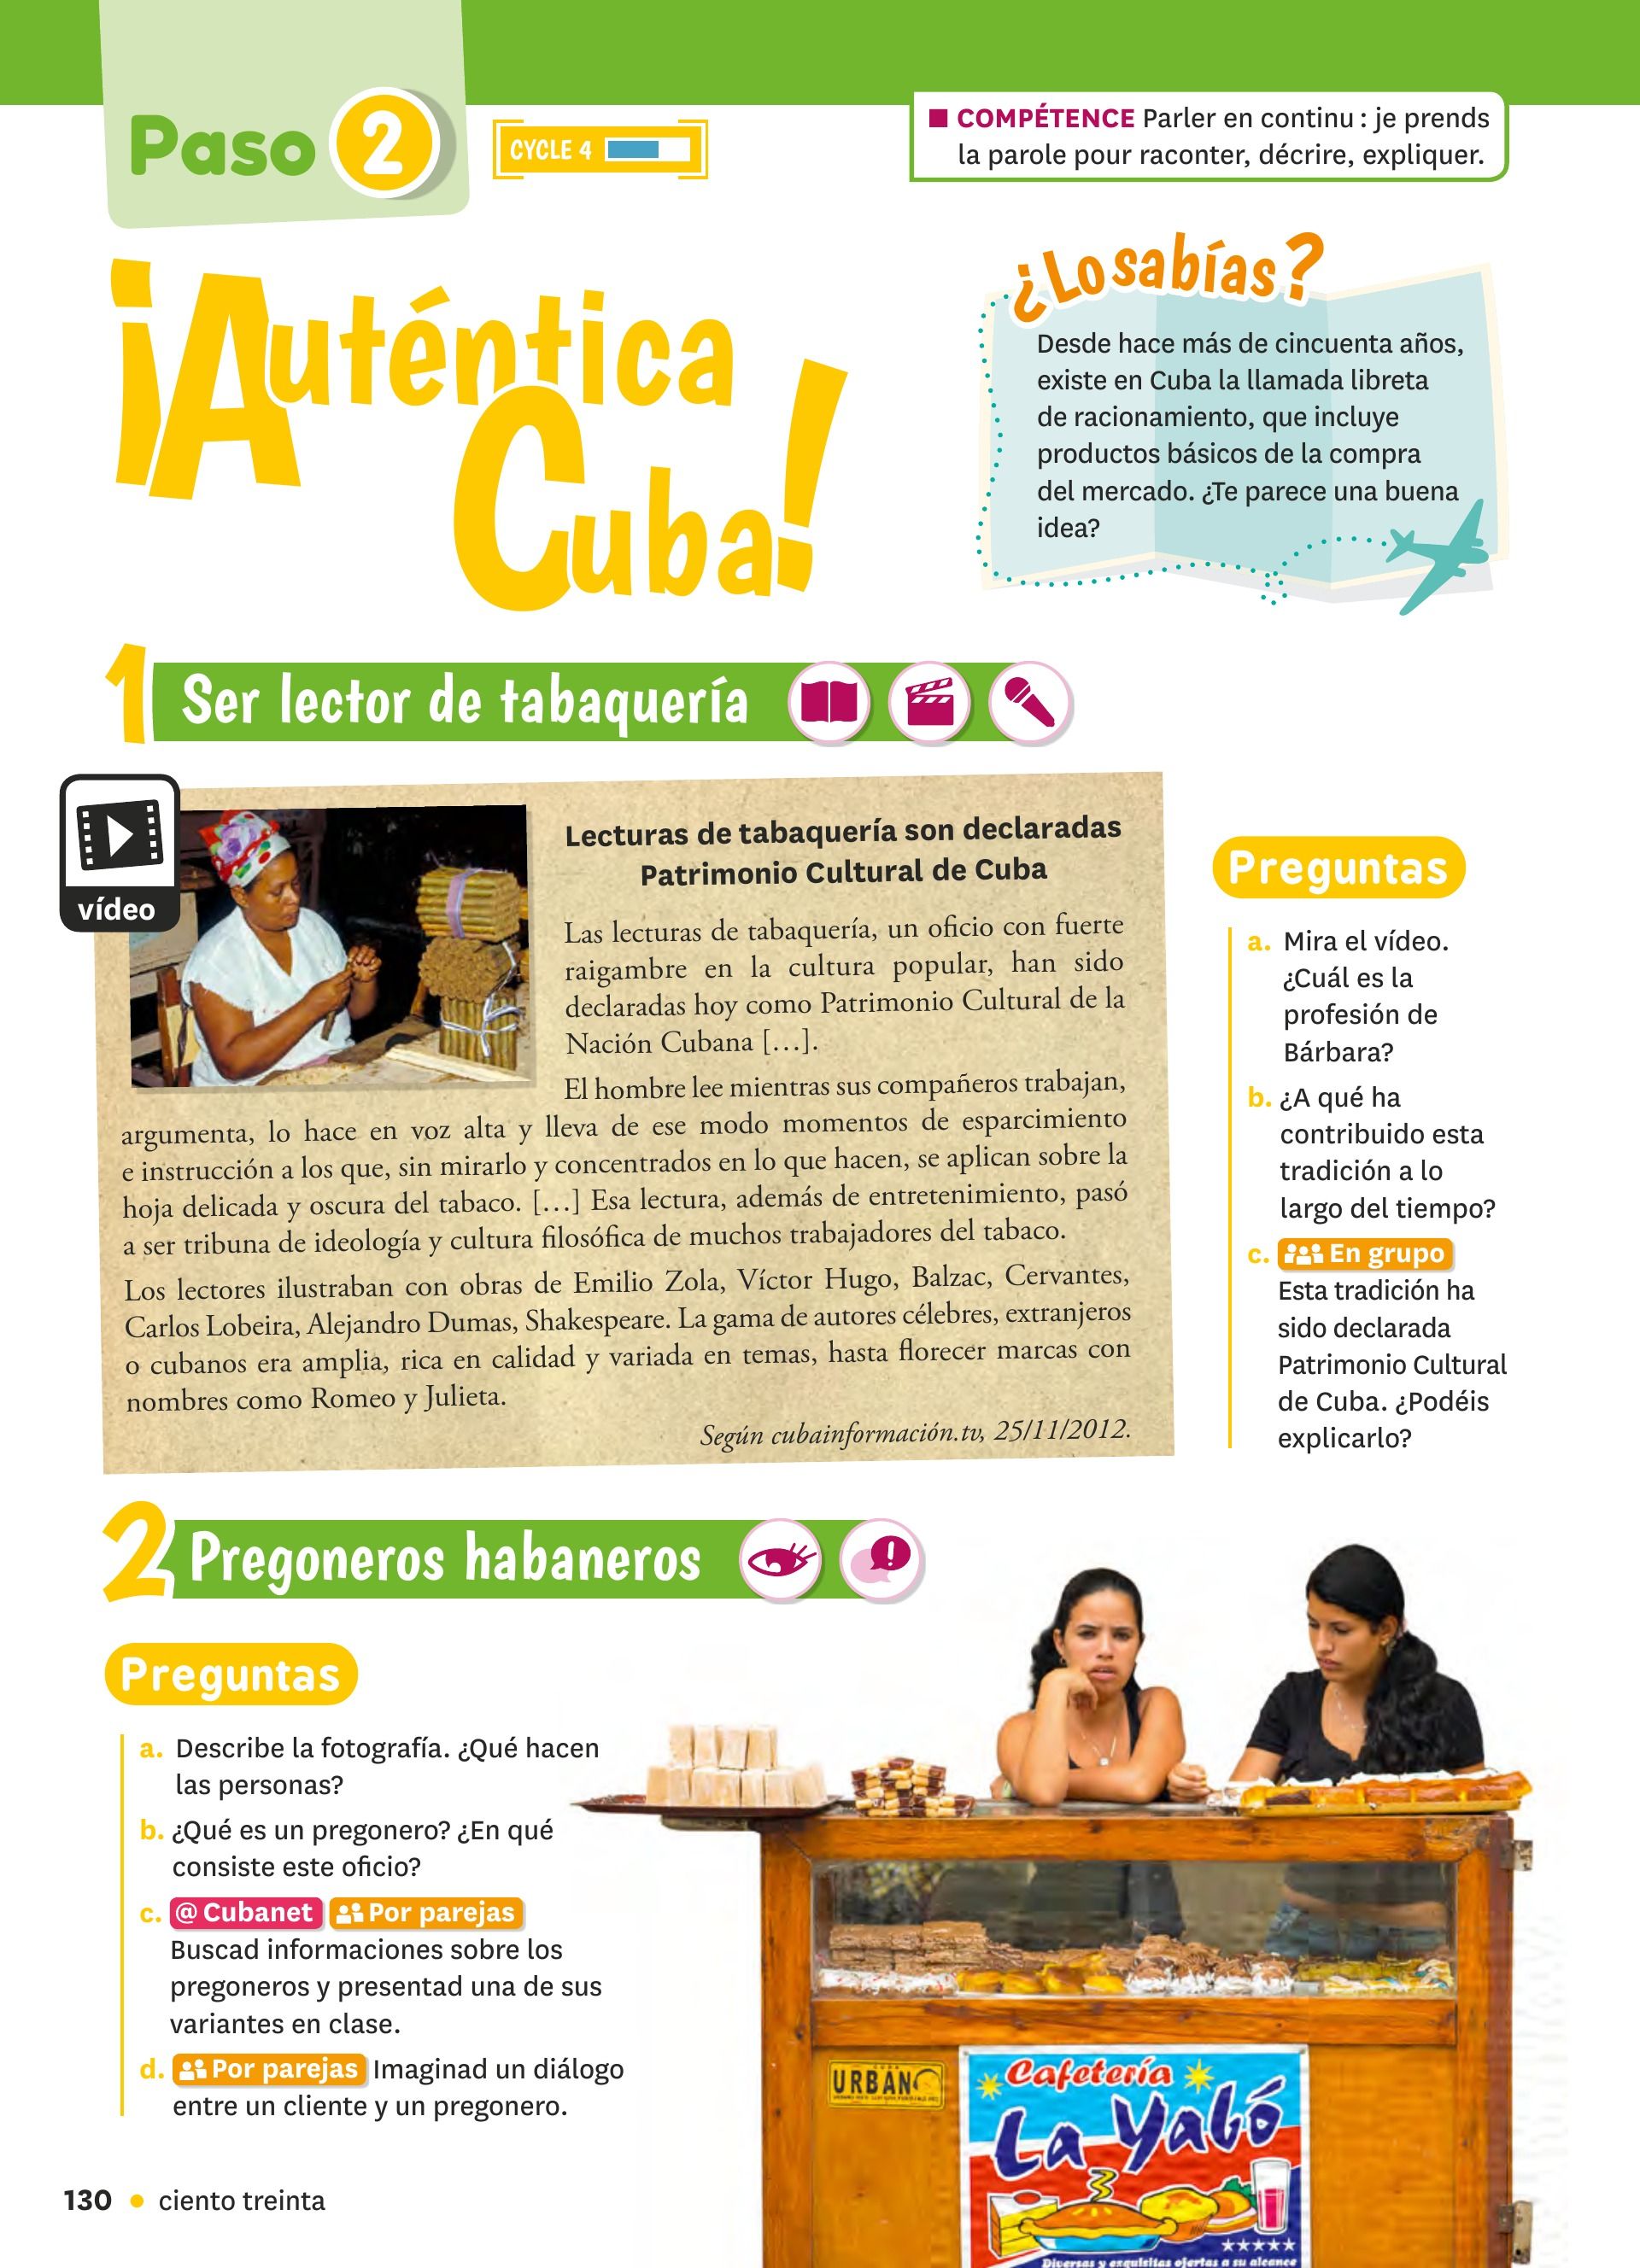 Paso 2
CYCLE 4
■ COMPÉTENCE Parler en continu : je prends
la parole pour raconter, décrire, expliquer.
¡Auténtica
Cuba!
¿Lo sabías?
Desde hace más de cincuenta años,
existe en Cuba la llamada libreta
de racionamiento, que incluye
productos básicos de la compra
del mercado. ¿Te parece una buena
idea?
1 Ser lector de tabaquería
vídeo
Lecturas de tabaquería son declaradas
Patrimonio Cultural de Cuba
Las lecturas de tabaquería, un oficio con fuerte
raigambre en la cultura popular, han sido
declaradas hoy como Patrimonio Cultural de la
Nación Cubana […].
El hombre lee mientras sus compañeros trabajan,
argumenta, lo hace en voz alta y lleva de ese modo momentos de esparcimiento
e instrucción a los que, sin mirarlo y concentrados en lo que hacen, se aplican sobre la
hoja delicada y oscura del tabaco. […] Esa lectura, además de entretenimiento, pasó
a ser tribuna de ideología y cultura filosófica de muchos trabajadores del tabaco.
Los lectores ilustraban con obras de Emilio Zola, Víctor Hugo, Balzac, Cervantes,
Carlos Lobeira, Alejandro Dumas, Shakespeare. La gama de autores célebres, extranjeros
o cubanos era amplia, rica en calidad y variada en temas, hasta florecer marcas con
nombres como Romeo y Julieta.
Según cubainformación.tv, 25/11/2012.
Preguntas
a. Mira el vídeo.
¿Cuál es la
profesión de
Bárbara?
b. ¿A qué ha
contribuido esta
tradición a lo
largo del tiempo?
c. En grupo
Esta tradición ha
sido declarada
Patrimonio Cultural
de Cuba. ¿Podéis
explicarlo?
2 Pregoneros habaneros
Preguntas
a. Describe la fotografía. ¿Qué hacen
las personas?
b. ¿Qué es un pregonero? ¿En qué
consiste este oficio?
c. @ Cubanet Por parejas
Buscad informaciones sobre los
pregoneros y presentad una de sus
variantes en clase.
d. Por parejas Imaginad un diálogo
entre un cliente y un pregonero.
URBANO
Cafetería
La Yabó
Diversas y exquisitas ofertas a su alcance
130 • ciento treinta